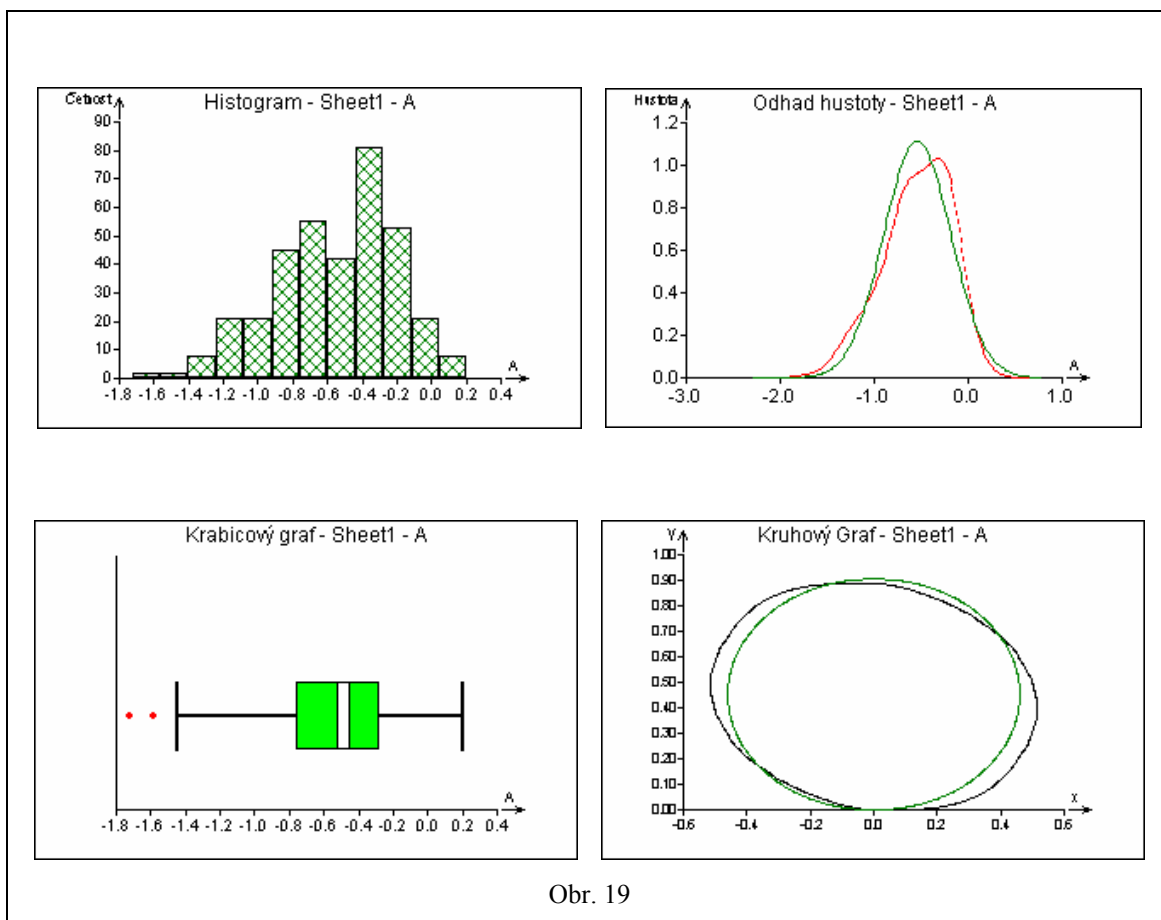 Histogram - Sheet1 - A
Četnost
90
80
70
60
50
40
30
20
10
0
-1.8 -1.6 -1.4 -1.2 -1.0 -0.8 -0.6 -0.4 -0.2 0.0 0.2 0.4
A
Odhad hustoty - Sheet1 - A
Hustota
1.2
1.0
0.8
0.6
0.4
0.2
0.0
-3.0 -2.0 -1.0 0.0 1.0
A
Krabicový graf - Sheet1 - A
A
-1.8 -1.6 -1.4 -1.2 -1.0 -0.8 -0.6 -0.4 -0.2 0.0 0.2 0.4
Kruhový Graf - Sheet1 - A
Y
1.00
0.90
0.80
0.70
0.60
0.50
0.40
0.30
0.20
0.10
0.00
-0.6 -0.4 -0.2 0.0 0.2 0.4 0.6
X
Obr. 19